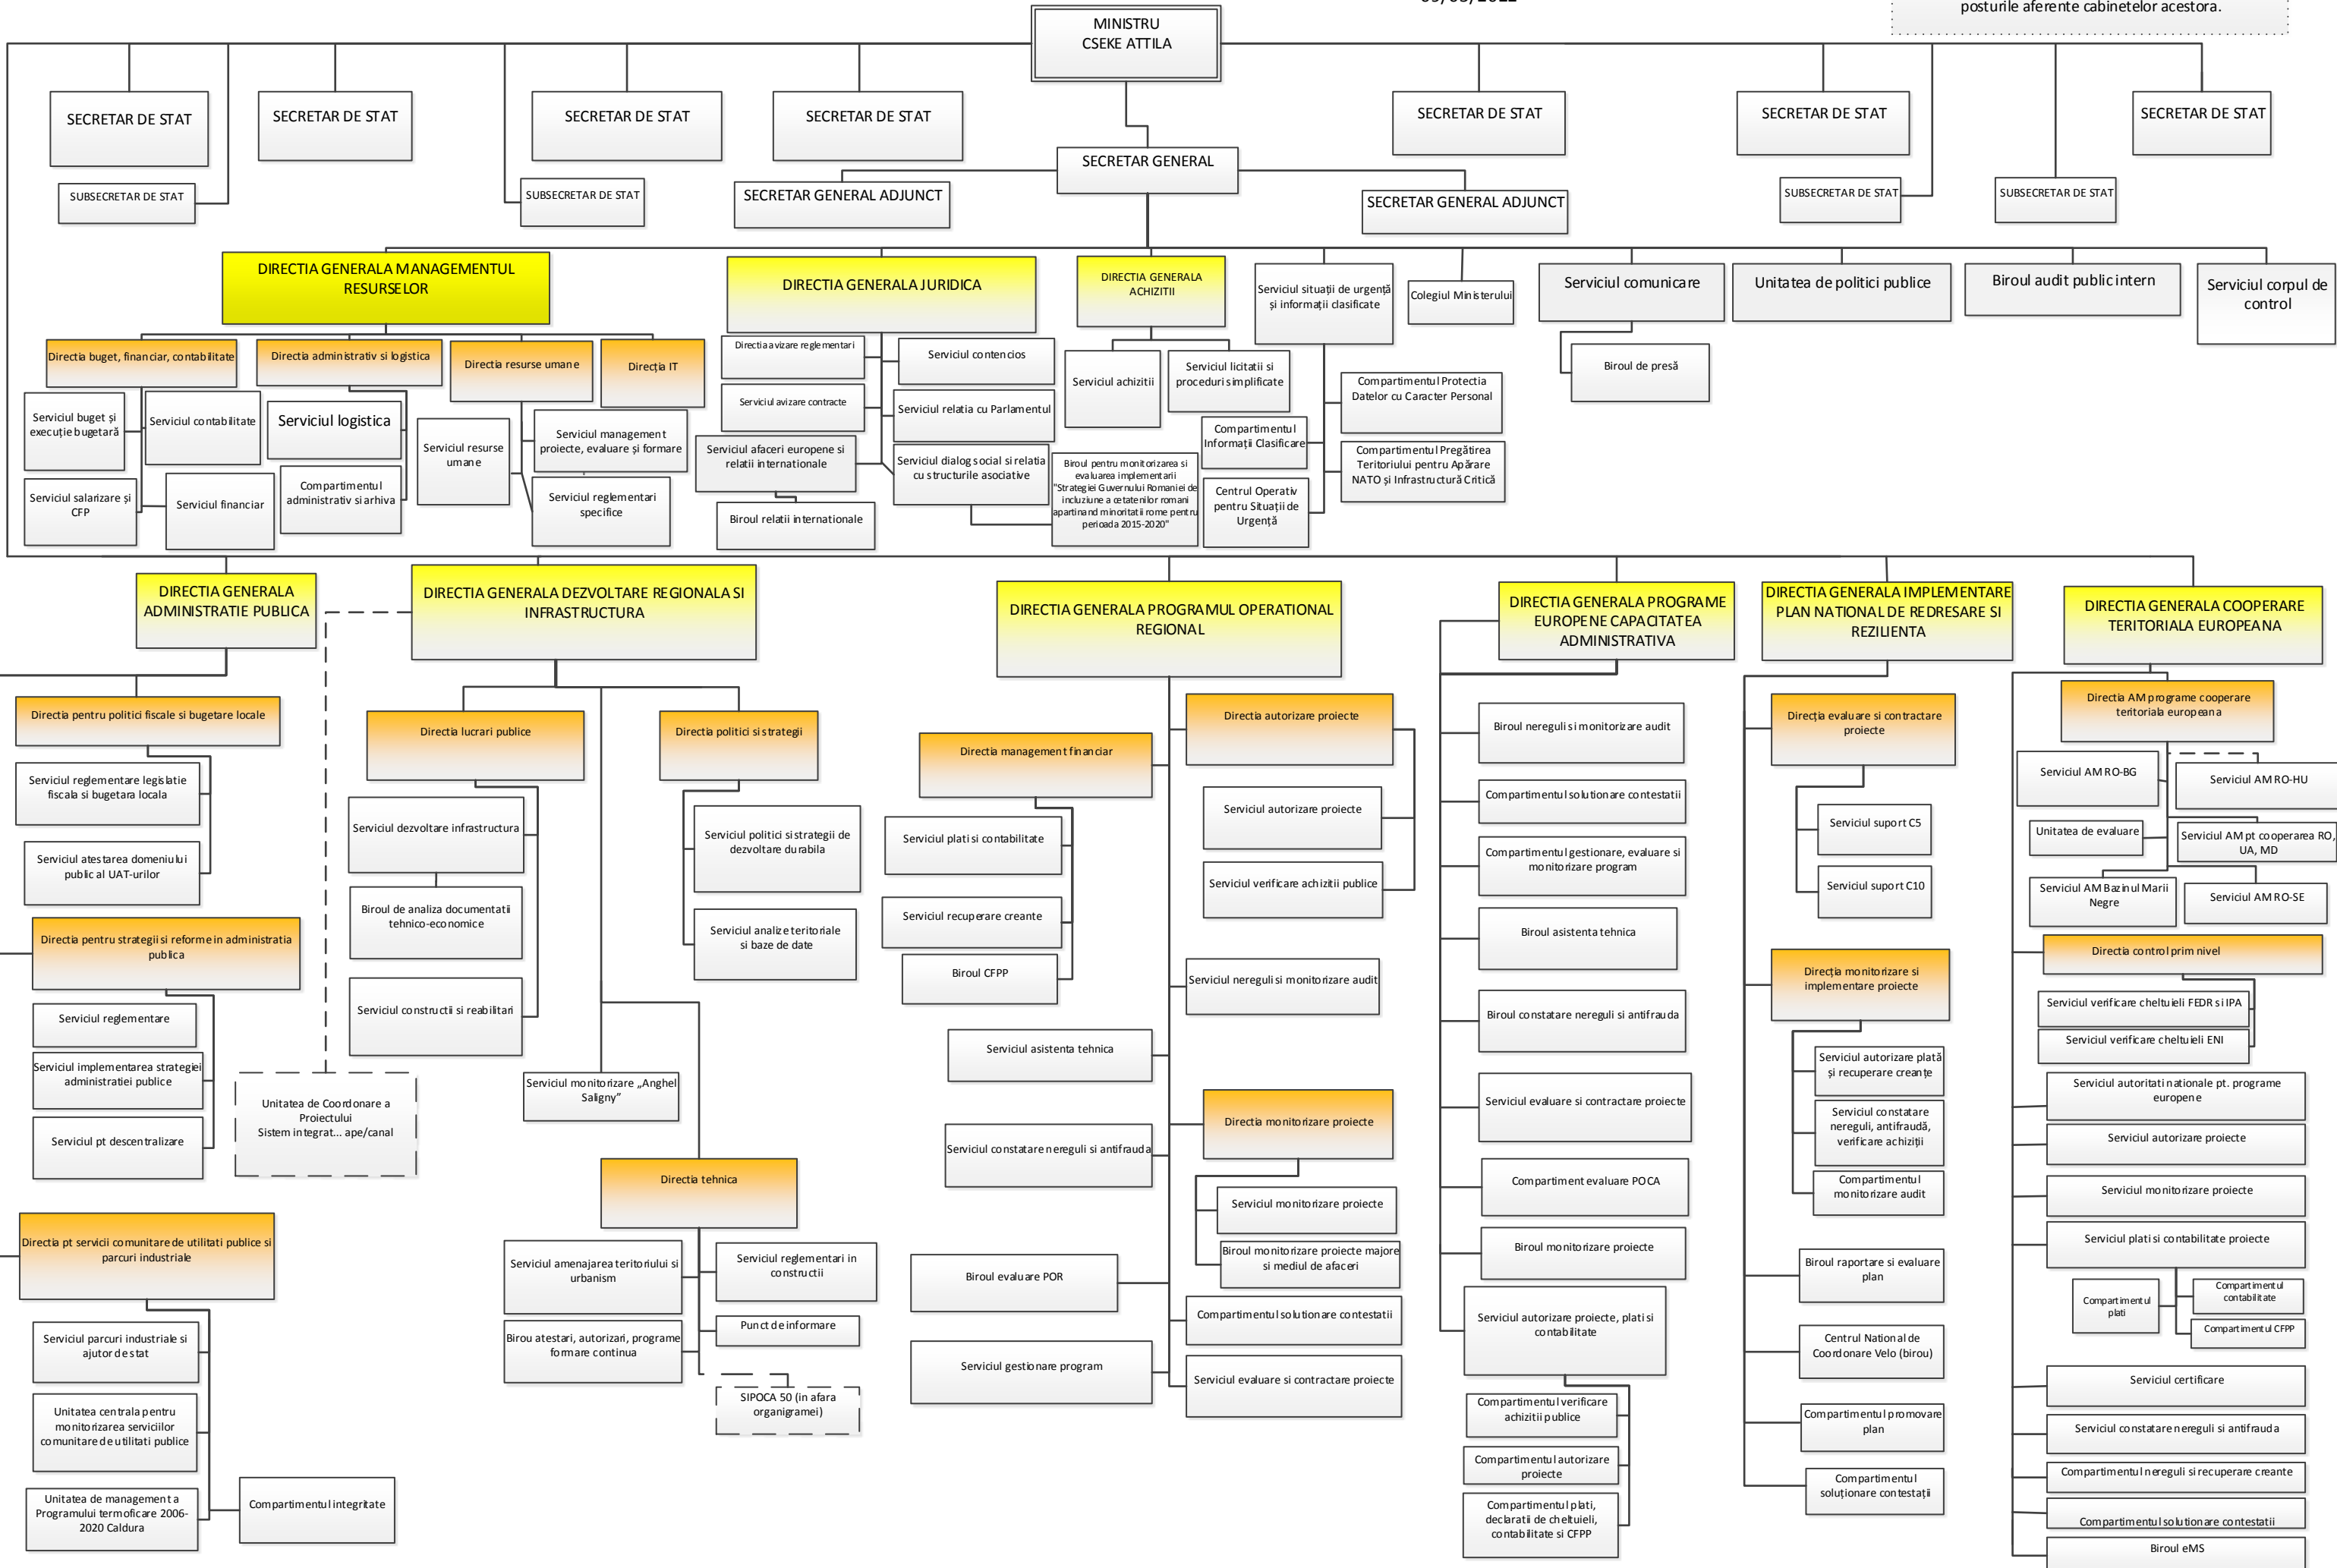 posturile aferente cabinetelor acestora.
MINISTRU
CSEKE ATTILA
SECRETAR DE STAT
SECRETAR DE STAT
SECRETAR DE STAT
SECRETAR DE STAT
SECRETAR DE STAT
SECRETAR DE STAT
SECRETAR DE STAT
SECRETAR GENERAL
SUBSECRETAR DE STAT
SUBSECRETAR DE STAT
SECRETAR GENERAL ADJUNCT
SECRETAR GENERAL ADJUNCT
SUBSECRETAR DE STAT
SUBSECRETAR DE STAT
DIRECTIA GENERALA MANAGEMENTUL
RESURSELOR
DIRECTIA GENERALA JURIDICA
DIRECTIA GENERALA
ACHIZITII
Serviciul situații de urgență
și informații clasificate
Colegiul Ministerului
Serviciul comunicare
Unitatea de politici publice
Biroul audit public intern
Serviciul corpul de
control
Biroul de presă
Directia buget, financiar, contabilitate
Directia administrativ si logistica
Directia resurse umane
Direcția IT
Serviciul buget și
execuție bugetară
Serviciul contabilitate
Serviciul salarizare și
CFP
Serviciul financiar
Serviciul logistica
Compartimentul
administrativ si arhiva
Serviciul resurse
umane
Serviciul management
proiecte, evaluare și formare
Serviciul reglementari
specifice
Directia avizare reglementari
Serviciul contencios
Serviciul avizare contracte
Serviciul relatia cu Parlamentul
Serviciul afaceri europene si
relatii internationale
Serviciul dialog social si relatia
cu structurile asociative
Biroul relatii internationale
Biroul pentru monitorizarea si
evaluarea implementarii
"Strategiei Guvernului Romaniei de
incluziune a cetatenilor romani
apartinand minoritatii rome pentru
perioada 2015-2020"
Serviciul achizitii
Serviciul licitatii si
proceduri simplificate
Compartimentul Protectia
Datelor cu Caracter Personal
Compartimentul
Informații Clasificare
Compartimentul Pregătirea
Teritoriului pentru Apărare
NATO și Infrastructură Critică
Centrul Operativ
pentru Situații de
Urgență
DIRECTIA GENERALA
ADMINISTRATIE PUBLICA
Directia pentru politici fiscale si bugetare locale
Serviciul reglementare legislatie
fiscala si bugetara locala
Serviciul atestarea domeniului
public al UAT-urilor
Directia pentru strategii si reforme in administratia
publica
Serviciul reglementare
Serviciul implementarea strategiei
administratiei publice
Serviciul pt descentralizare
Directia pt servicii comunitare de utilitati publice si
parcuri industriale
Serviciul parcuri industriale si
ajutor de stat
Unitatea centrala pentru
monitorizarea serviciilor
comunitare de utilitati publice
Unitatea de management a
Programului termoficare 2006-
2020 Caldura
Compartimentul integritate
DIRECTIA GENERALA DEZVOLTARE REGIONALA SI
INFRASTRUCTURA
Directia lucrari publice
Serviciul dezvoltare infrastructura
Biroul de analiza documentatii
tehnico-economice
Serviciul constructii si reabilitari
Unitatea de Coordonare a
Proiectului
Sistem integrat... ape/canal
Directia politici si strategii
Serviciul politici si strategii de
dezvoltare durabila
Serviciul analize teritoriale
si baze de date
Serviciul monitorizare „Anghel
Saligny”
Directia tehnica
Serviciul amenajarea teritoriului si
urbanism
Serviciul reglementari in
constructii
Birou atestari, autorizari, programe
formare continua
Punct de informare
SIPOCA 50 (in afara
organigramei)
DIRECTIA GENERALA PROGRAMUL OPERATIONAL
REGIONAL
Directia management financiar
Serviciul plati si contabilitate
Serviciul recuperare creante
Biroul CFPP
Directia autorizare proiecte
Serviciul autorizare proiecte
Serviciul verificare achizitii publice
Serviciul nereguli si monitorizare audit
Serviciul asistenta tehnica
Serviciul constatare nereguli si antifrauda
Directia monitorizare proiecte
Serviciul monitorizare proiecte
Biroul monitorizare proiecte majore
si mediul de afaceri
Biroul evaluare POR
Compartimentul solutionare contestatii
Serviciul gestionare program
Serviciul evaluare si contractare proiecte
DIRECTIA GENERALA PROGRAME
EUROPENE CAPACITATEA
ADMINISTRATIVA
Biroul nereguli si monitorizare audit
Compartimentul solutionare contestatii
Compartimentul gestionare, evaluare si
monitorizare program
Biroul asistenta tehnica
Biroul constatare nereguli si antifrauda
Serviciul evaluare si contractare proiecte
Compartiment evaluare POCA
Biroul monitorizare proiecte
Serviciul autorizare proiecte, plati si
contabilitate
Compartimentul verificare
achizitii publice
Compartimentul autorizare
proiecte
Compartimentul plati,
declaratii de cheltuieli,
contabilitate si CFPP
DIRECTIA GENERALA IMPLEMENTARE
PLAN NATIONAL DE REDRESARE SI
REZILIENTA
Direcția evaluare si contractare
proiecte
Serviciul suport C5
Serviciul suport C10
Direcția monitorizare si
implementare proiecte
Serviciul autorizare plată
și recuperare creanțe
Serviciul constatare
nereguli, antifraudă,
verificare achiziții
Compartimentul
monitorizare audit
Biroul raportare si evaluare
plan
Centrul National de
Coordonare Velo (birou)
Compartimentul promovare
plan
Compartimentul
soluționare contestații
DIRECTIA GENERALA COOPERARE
TERITORIALA EUROPEANA
Directia AM programe cooperare
teritoriala europeana
Serviciul AM RO-BG
Serviciul AM RO-HU
Unitatea de evaluare
Serviciul AM pt cooperarea RO,
UA, MD
Serviciul AM Bazinul Marii
Negre
Serviciul AM RO-SE
Directia control prim nivel
Serviciul verificare cheltuieli FEDR si IPA
Serviciul verificare cheltuieli ENI
Serviciul autoritati nationale pt. programe
europene
Serviciul autorizare proiecte
Serviciul monitorizare proiecte
Serviciul plati si contabilitate proiecte
Compartimentul
plati
Compartimentul
contabilitate
Compartimentul CFPP
Serviciul certificare
Serviciul constatare nereguli si antifrauda
Compartimentul nereguli si recuperare creante
Compartimentul solutionare contestatii
Biroul eMS